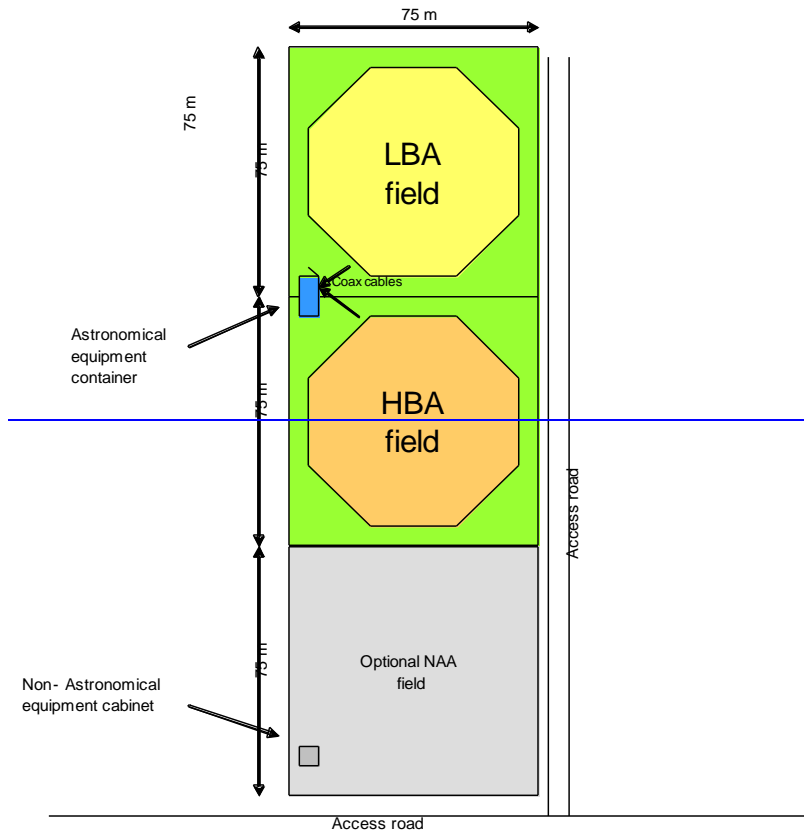 75 m
75 m
75 m
LBA
field
Coax cables
Astronomical
equipment
container
75 m
HBA
field
Access road
75 m
Optional NAA
field
Non- Astronomical
equipment cabinet
Access road